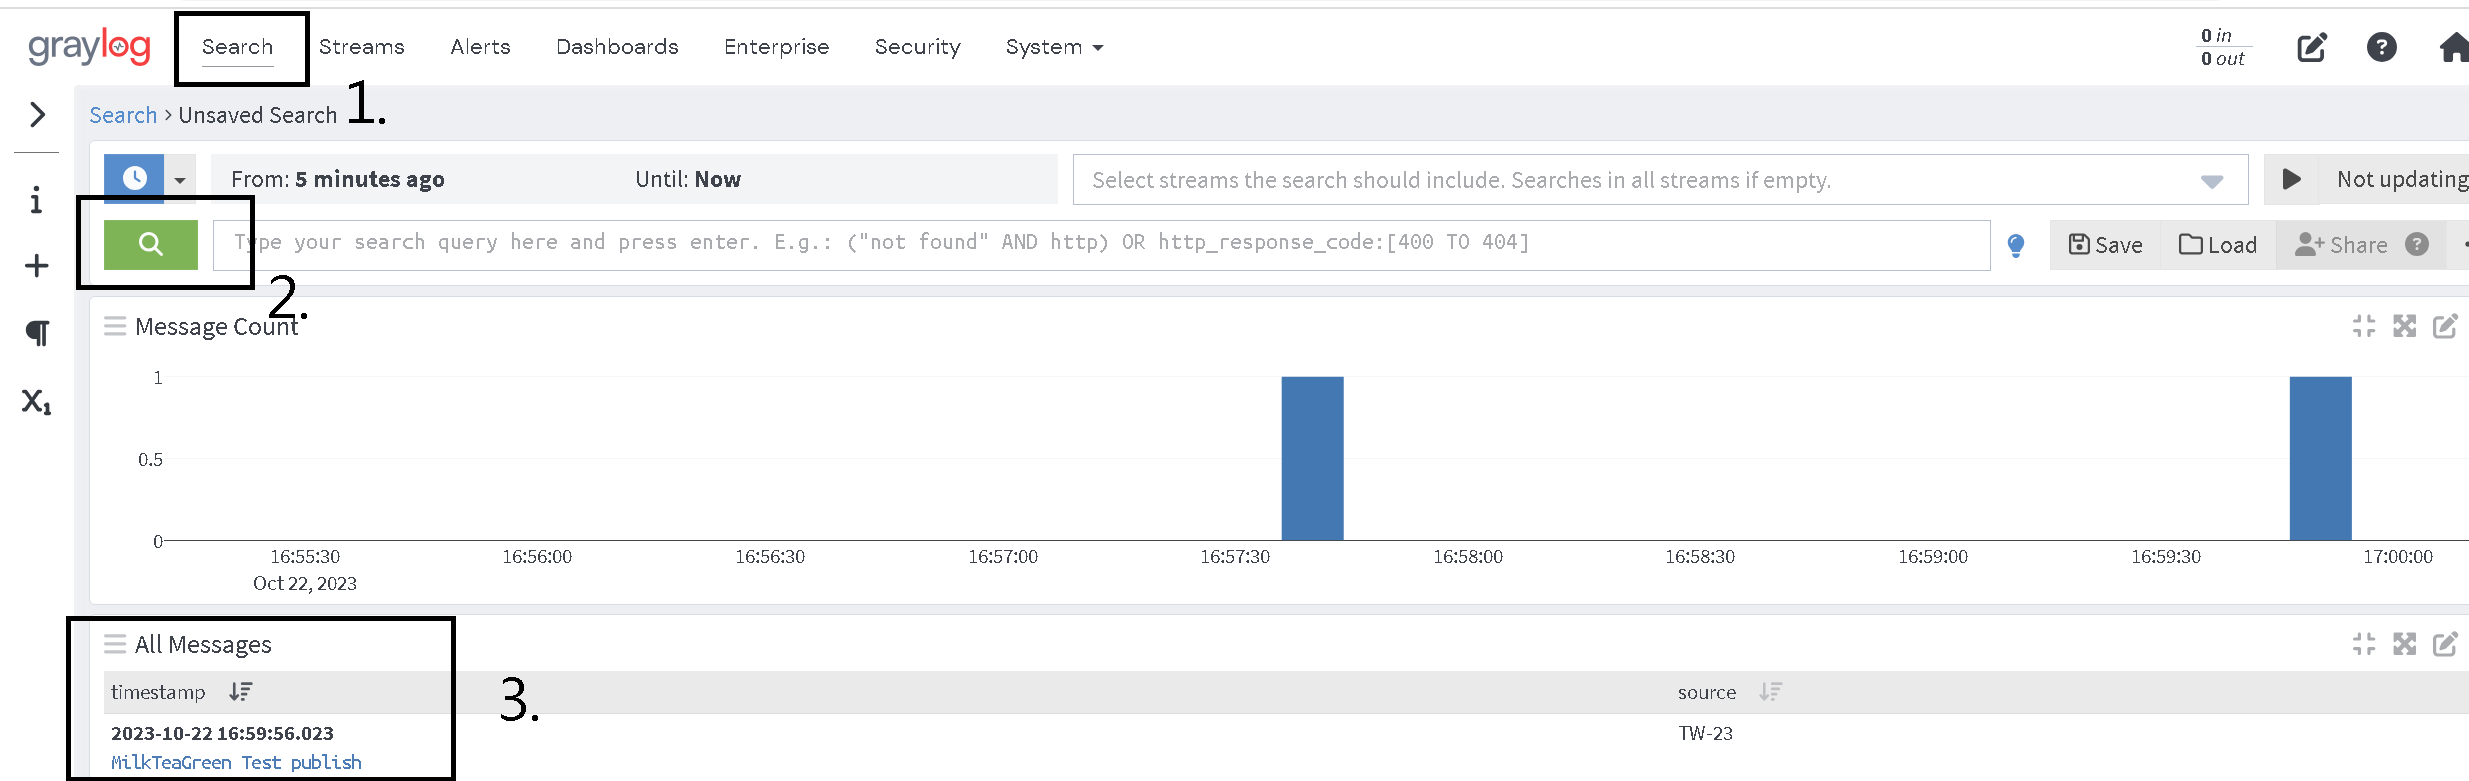 graylog
Search Streams Alerts Dashboards Enterprise Security System
0 in
0 out
1.
Search > Unsaved Search
From: 5 minutes ago Until: Now
Select streams the search should include. Searches in all streams if empty.
Not updating
Type your search query here and press enter. E.g.: ("not found" AND http) OR http_response_code:[400 TO 404]
Save Load Share
2.
Message Count
1
0.5
0
16:55:30 16:56:00 16:56:30 16:57:00 16:57:30 16:58:00 16:58:30 16:59:00 16:59:30 17:00:00
Oct 22, 2023
All Messages
timestamp source
3.
2023-10-22 16:59:56.023 TW-23
MilkTeaGreen Test publish